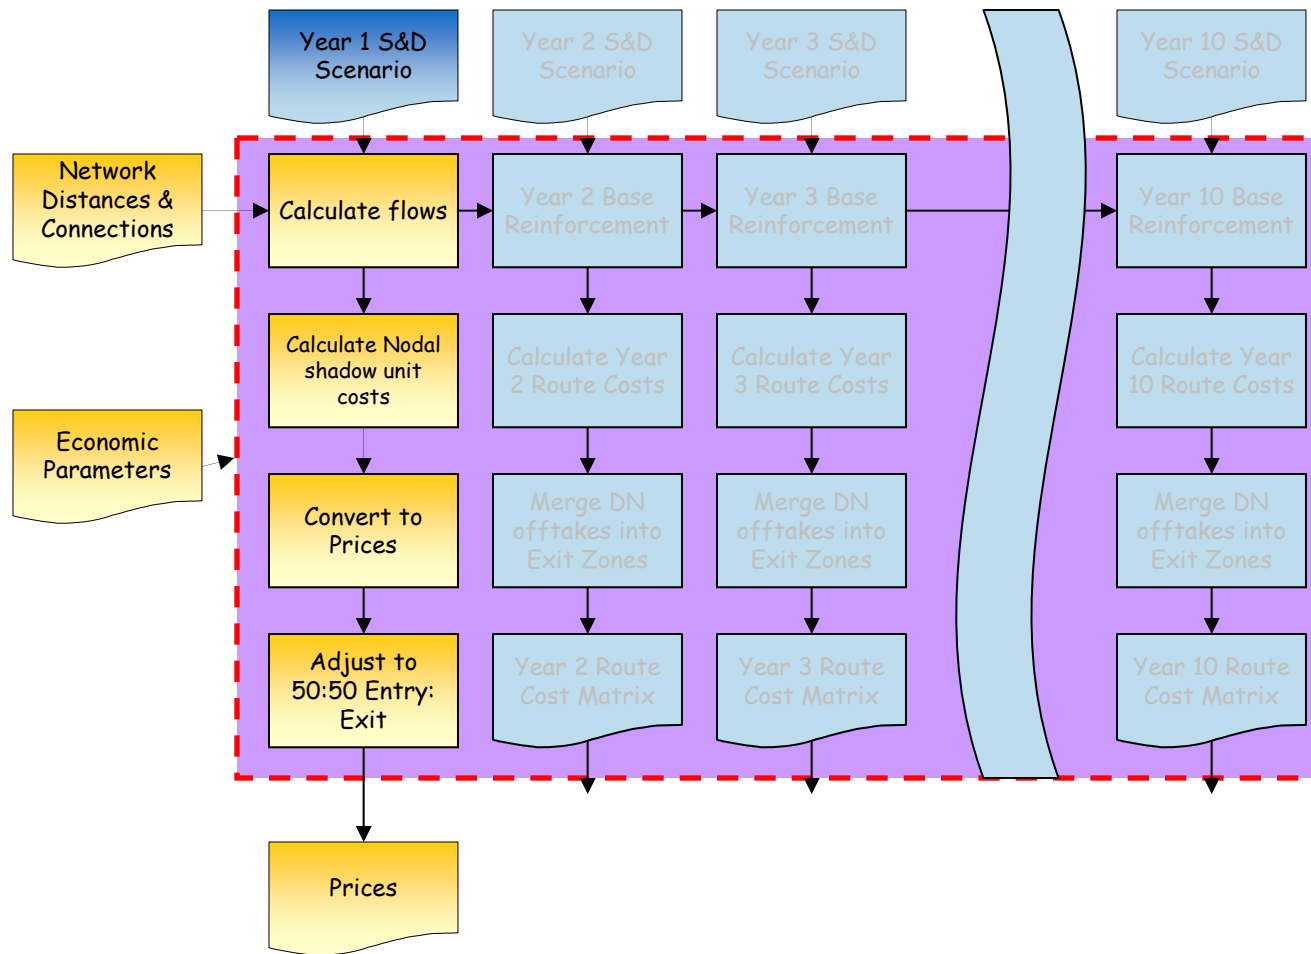 Year 1 S&D
Scenario
Year 2 S&D
Scenario
Year 3 S&D
Scenario
Year 10 S&D
Scenario
Network
Distances &
Connections
Calculate flows
Year 2 Base
Reinforcement
Year 3 Base
Reinforcement
Year 10 Base
Reinforcement
Calculate Nodal
shadow unit
costs
Calculate Year
2 Route Costs
Calculate Year
3 Route Costs
Calculate Year
10 Route Costs
Economic
Parameters
Convert to
Prices
Merge DN
offtakes into
Exit Zones
Merge DN
offtakes into
Exit Zones
Merge DN
offtakes into
Exit Zones
Adjust to
50:50 Entry:
Exit
Year 2 Route
Cost Matrix
Year 3 Route
Cost Matrix
Year 10 Route
Cost Matrix
Prices